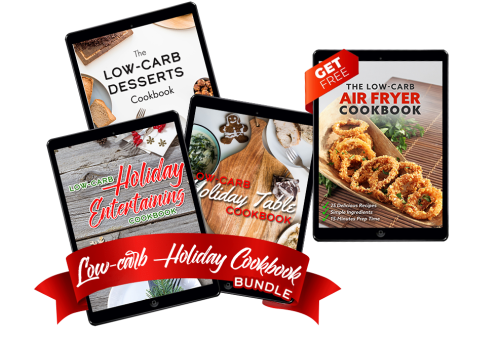 The
LOW-CARB
DESSERTS
Cookbook
LOW-CARB
Holiday
Entertaining
COOKBOOK
LOW-CARB
Holiday Table
COOKBOOK
Low-carb Holiday Cookbook
BUNDLE
GET
FREE
THE LOW-CARB
AIR FRYER
COOKBOOK
25 Delicious Recipes
Simple Ingredients
15 Minutes Prep Time